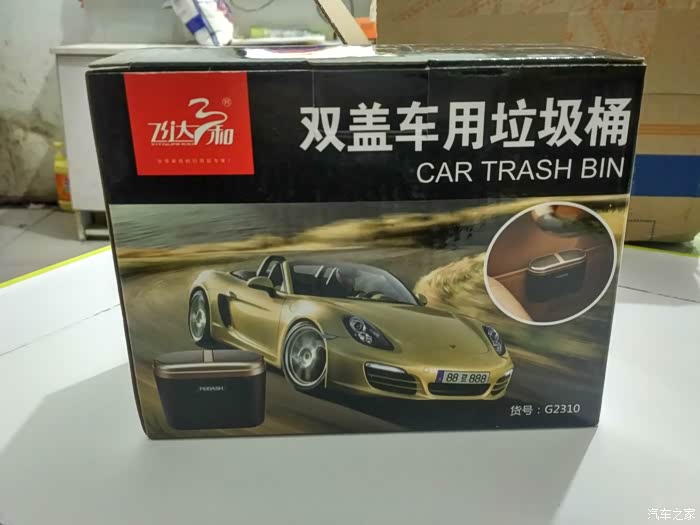 飞达三和
®
双盖车用垃圾桶
CAR TRASH BIN
88 888
货号：G2310
汽车之家